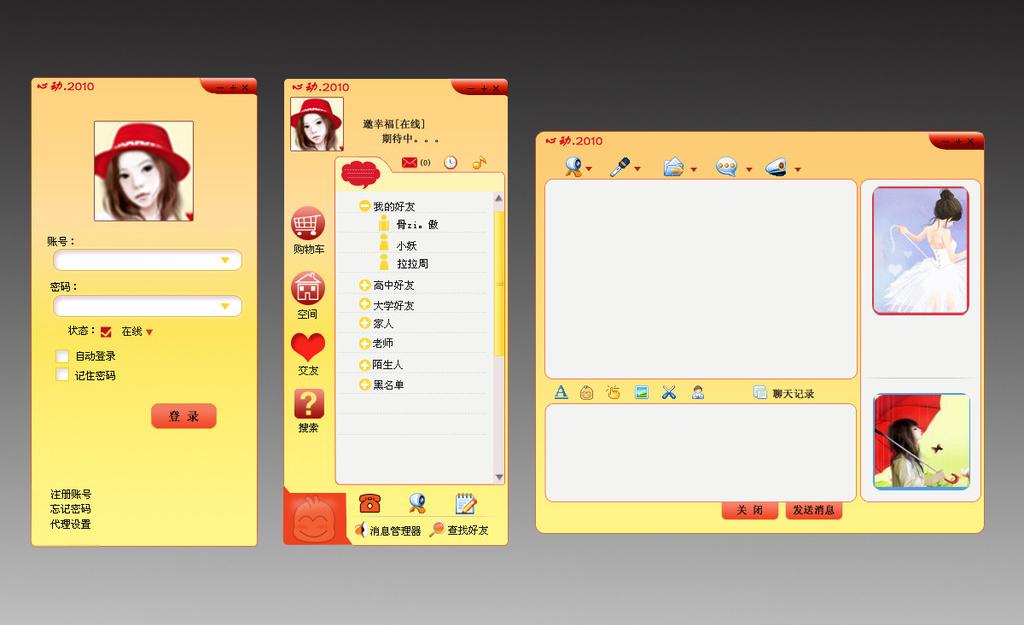 心动.2010
账号：
密码：
状态： 在线
自动登录
记住密码
登 录
注册账号
忘记密码
代理设置
心动.2010
邀幸福[在线]
期待中。。。
(0)
购物车
空间
交友
搜索
我的好友
骨zi。傲
小妖
拉拉周
高中好友
大学好友
家人
老师
陌生人
黑名单
消息管理器 查找好友
心动.2010
聊天记录
关 闭 发送消息